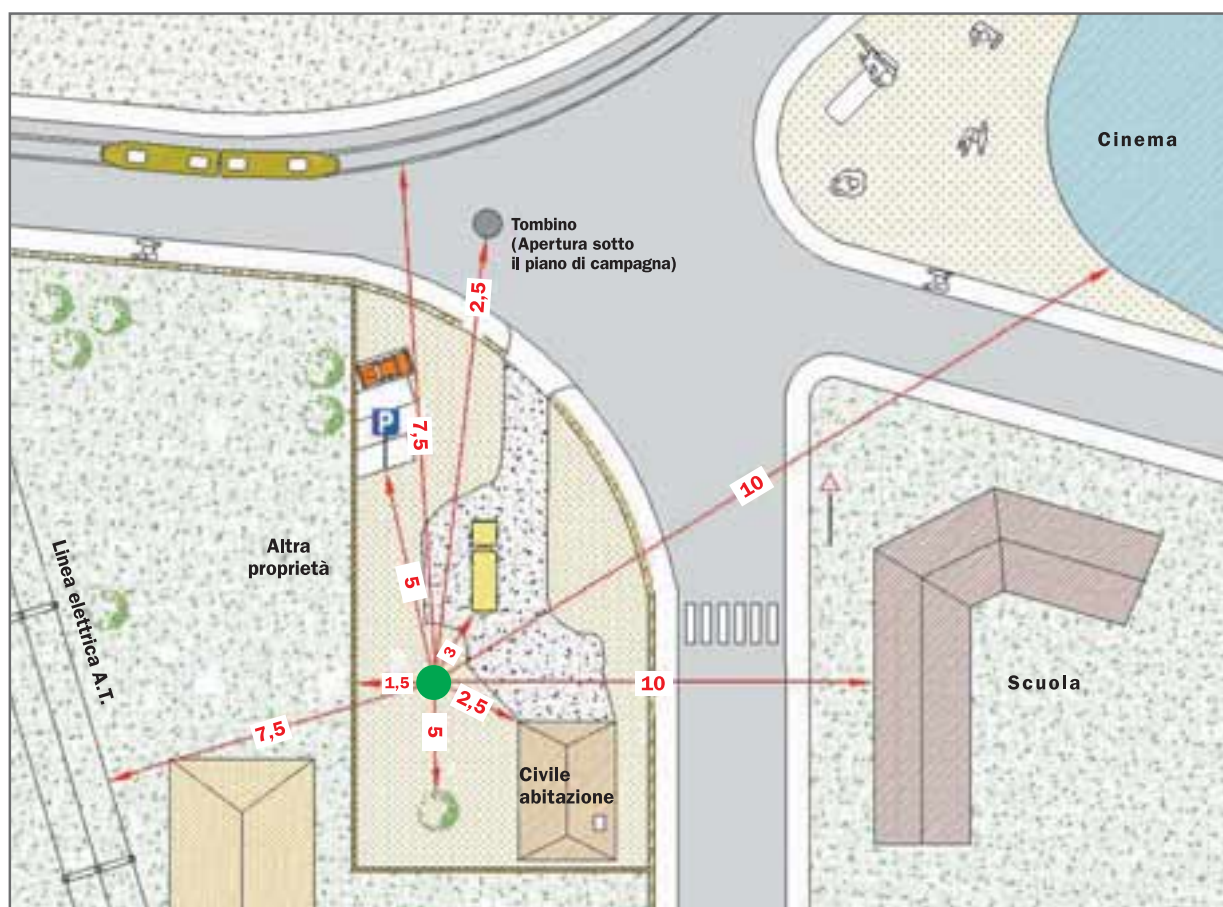 Cinema
Tombino
(Apertura sotto
il piano di campagna)
2,5
7,5
P
10
Altra
proprietà
5
Linea elettrica A.T.
3
1,5
10
Scuola
2,5
7,5
5
Civile
abitazione